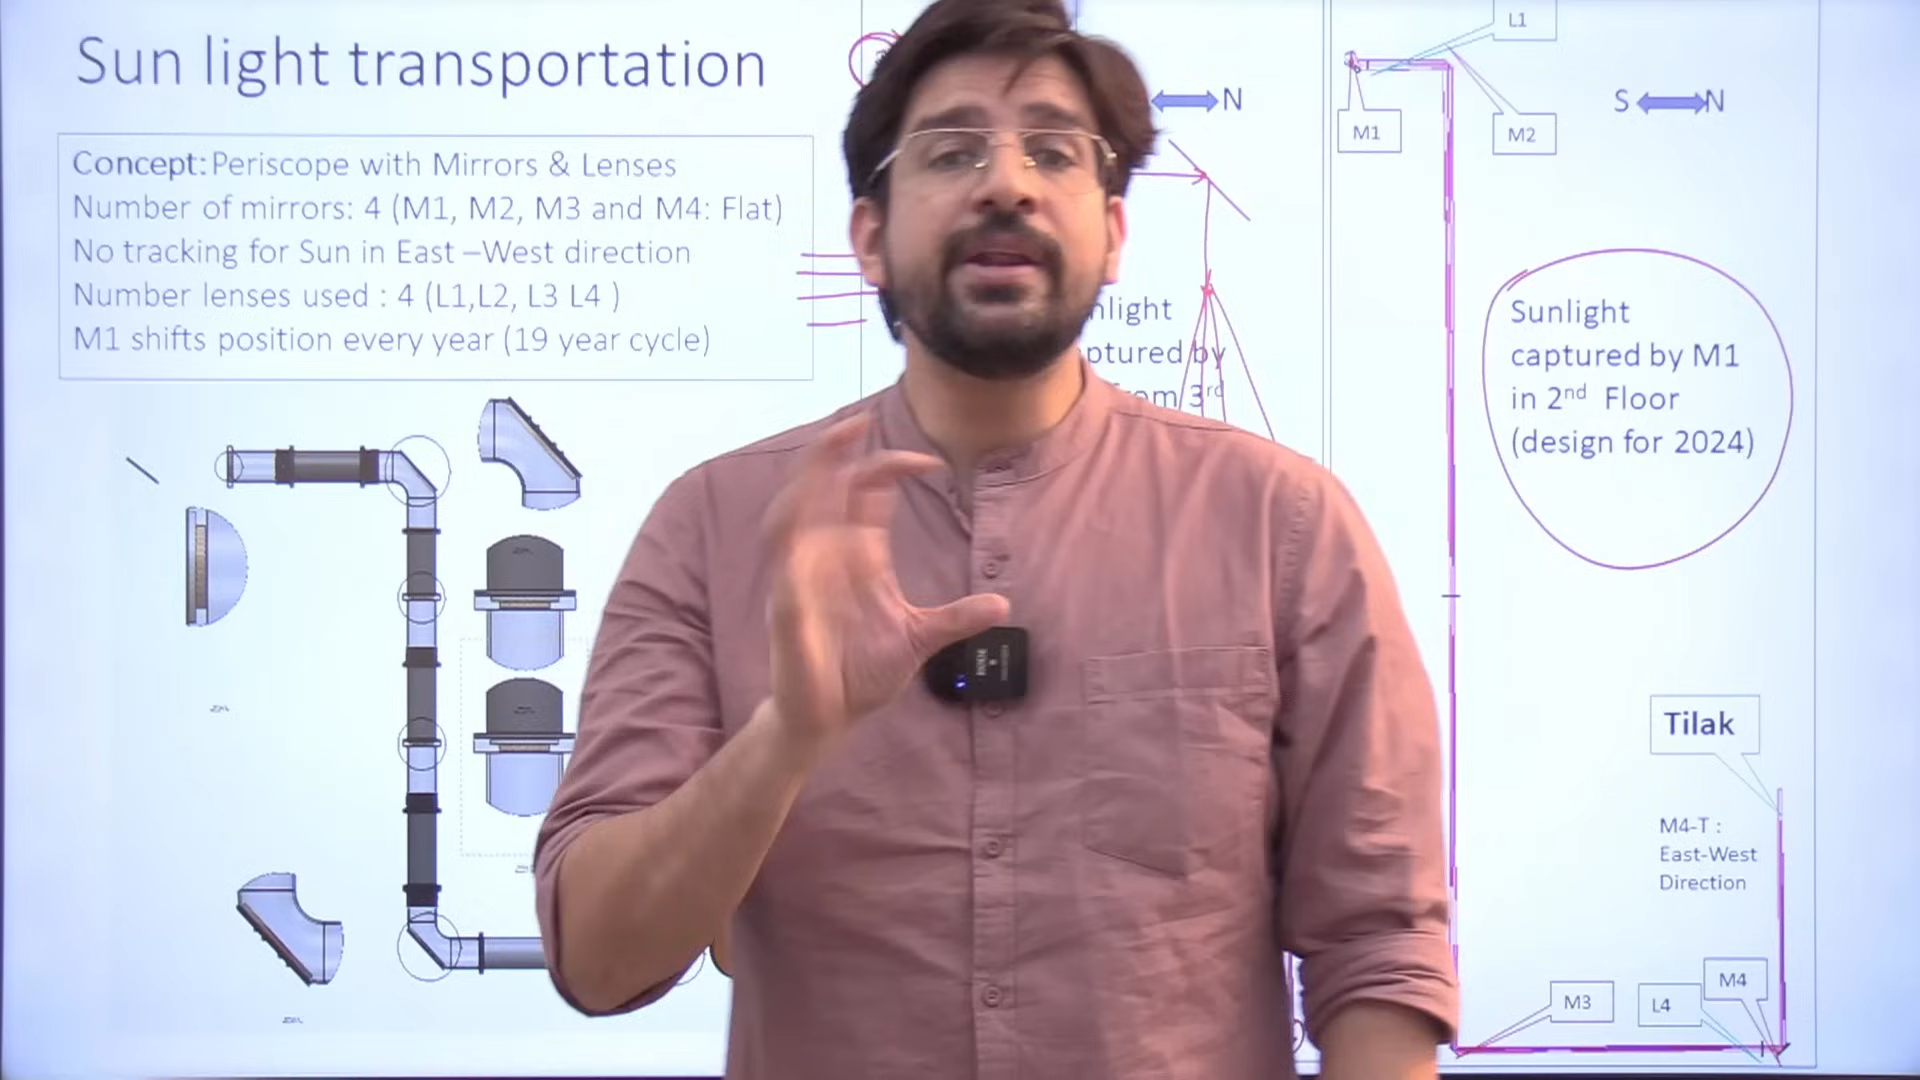 Sun light transportation
Concept: Periscope with Mirrors & Lenses
Number of mirrors: 4 (M1, M2, M3 and M4: Flat)
No tracking for Sun in East –West direction
Number lenses used : 4 (L1,L2, L3 L4 )
M1 shifts position every year (19 year cycle)
N
by
3rd
L1
M1
M2
S
N
Sunlight
captured by M1
in 2nd Floor
(design for 2024)
Tilak
M4-T :
East-West
Direction
M4
M3
L4
RODE